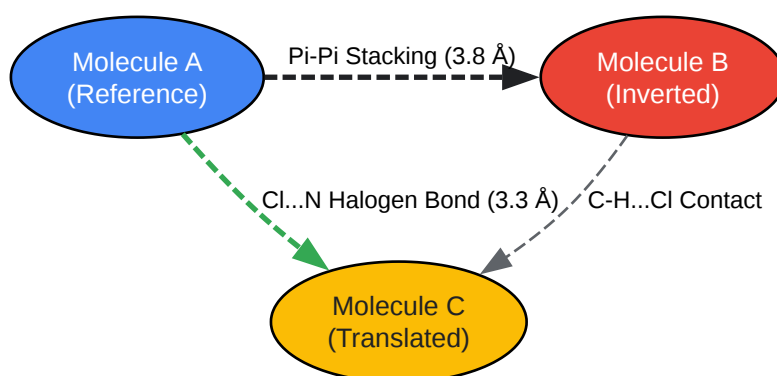 Molecule A
(Reference)
Pi-Pi Stacking (3.8 Å)
Molecule B
(Inverted)
Cl...N Halogen Bond (3.3 Å)
C-H...Cl Contact
Molecule C
(Translated)